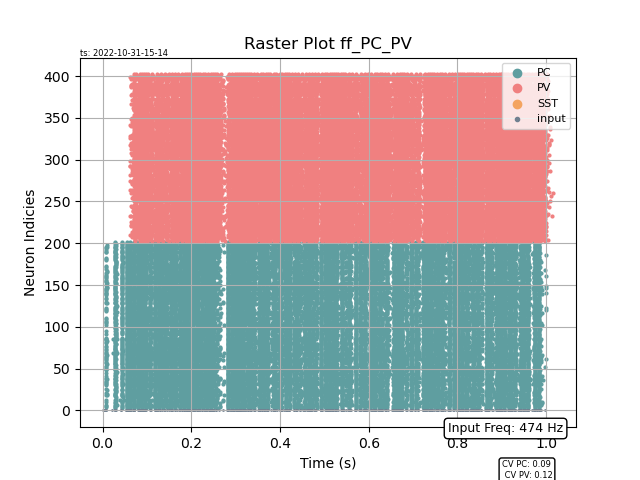 Raster Plot ff_PC_PV
ts: 2022-10-31-15-14
PC
PV
SST
input
400
350
300
250
200
150
100
50
0
Neuron Indicies
0.0 0.2 0.4 0.6 0.8 1.0
Input Freq: 474 Hz
Time (s)
CV PC: 0.09
CV PV: 0.12